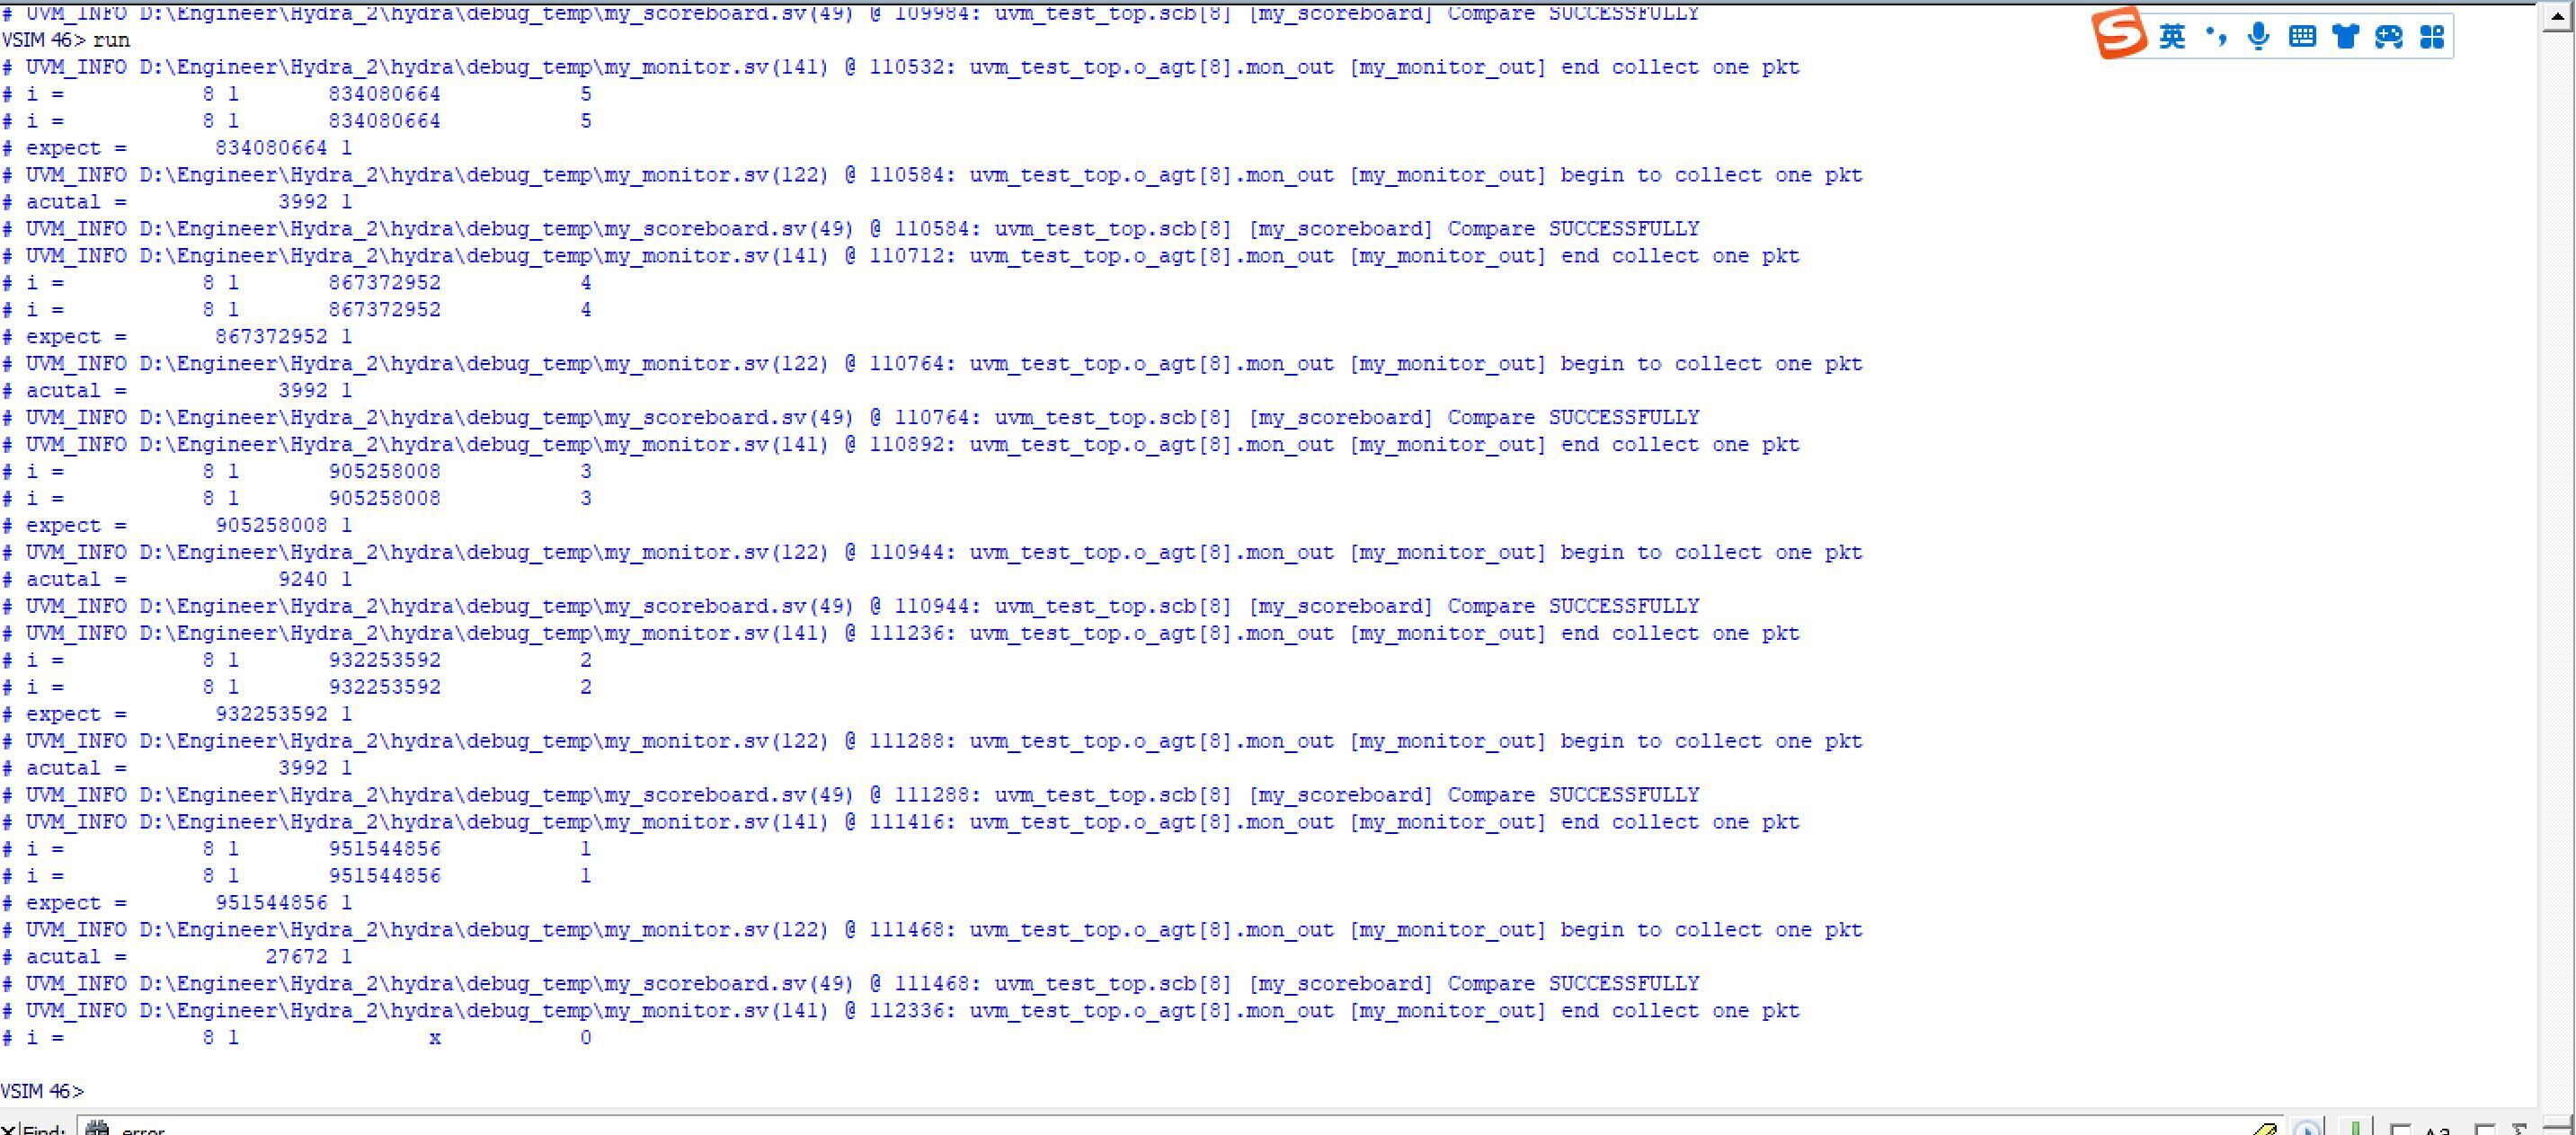 # UVM_INFO D:\Engineer\Hydra_2\hydra\debug_temp\my_scoreboard.sv(49) @ 109984: uvm_test_top.scb[8] [my_scoreboard] Compare SUCCESSFULLY
VSIM 46> run
英
# UVM_INFO D:\Engineer\Hydra_2\hydra\debug_temp\my_monitor.sv(141) @ 110532: uvm_test_top.o_agt[8].mon_out [my_monitor_out] end collect one pkt
# i = 8 1 834080664 5
# i = 8 1 834080664 5
# expect = 834080664 1
# UVM_INFO D:\Engineer\Hydra_2\hydra\debug_temp\my_monitor.sv(122) @ 110584: uvm_test_top.o_agt[8].mon_out [my_monitor_out] begin to collect one pkt
# acutal = 3992 1
# UVM_INFO D:\Engineer\Hydra_2\hydra\debug_temp\my_scoreboard.sv(49) @ 110584: uvm_test_top.scb[8] [my_scoreboard] Compare SUCCESSFULLY
# UVM_INFO D:\Engineer\Hydra_2\hydra\debug_temp\my_monitor.sv(141) @ 110712: uvm_test_top.o_agt[8].mon_out [my_monitor_out] end collect one pkt
# i = 8 1 867372952 4
# i = 8 1 867372952 4
# expect = 867372952 1
# UVM_INFO D:\Engineer\Hydra_2\hydra\debug_temp\my_monitor.sv(122) @ 110764: uvm_test_top.o_agt[8].mon_out [my_monitor_out] begin to collect one pkt
# acutal = 3992 1
# UVM_INFO D:\Engineer\Hydra_2\hydra\debug_temp\my_scoreboard.sv(49) @ 110764: uvm_test_top.scb[8] [my_scoreboard] Compare SUCCESSFULLY
# UVM_INFO D:\Engineer\Hydra_2\hydra\debug_temp\my_monitor.sv(141) @ 110892: uvm_test_top.o_agt[8].mon_out [my_monitor_out] end collect one pkt
# i = 8 1 905258008 3
# i = 8 1 905258008 3
# expect = 905258008 1
# UVM_INFO D:\Engineer\Hydra_2\hydra\debug_temp\my_monitor.sv(122) @ 110944: uvm_test_top.o_agt[8].mon_out [my_monitor_out] begin to collect one pkt
# acutal = 9240 1
# UVM_INFO D:\Engineer\Hydra_2\hydra\debug_temp\my_scoreboard.sv(49) @ 110944: uvm_test_top.scb[8] [my_scoreboard] Compare SUCCESSFULLY
# UVM_INFO D:\Engineer\Hydra_2\hydra\debug_temp\my_monitor.sv(141) @ 111236: uvm_test_top.o_agt[8].mon_out [my_monitor_out] end collect one pkt
# i = 8 1 932253592 2
# i = 8 1 932253592 2
# expect = 932253592 1
# UVM_INFO D:\Engineer\Hydra_2\hydra\debug_temp\my_monitor.sv(122) @ 111288: uvm_test_top.o_agt[8].mon_out [my_monitor_out] begin to collect one pkt
# acutal = 3992 1
# UVM_INFO D:\Engineer\Hydra_2\hydra\debug_temp\my_scoreboard.sv(49) @ 111288: uvm_test_top.scb[8] [my_scoreboard] Compare SUCCESSFULLY
# UVM_INFO D:\Engineer\Hydra_2\hydra\debug_temp\my_monitor.sv(141) @ 111416: uvm_test_top.o_agt[8].mon_out [my_monitor_out] end collect one pkt
# i = 8 1 951544856 1
# i = 8 1 951544856 1
# expect = 951544856 1
# UVM_INFO D:\Engineer\Hydra_2\hydra\debug_temp\my_monitor.sv(122) @ 111468: uvm_test_top.o_agt[8].mon_out [my_monitor_out] begin to collect one pkt
# acutal = 27672 1
# UVM_INFO D:\Engineer\Hydra_2\hydra\debug_temp\my_scoreboard.sv(49) @ 111468: uvm_test_top.scb[8] [my_scoreboard] Compare SUCCESSFULLY
# UVM_INFO D:\Engineer\Hydra_2\hydra\debug_temp\my_monitor.sv(141) @ 112336: uvm_test_top.o_agt[8].mon_out [my_monitor_out] end collect one pkt
# i = 8 1 x 0
VSIM 46>
Find: error